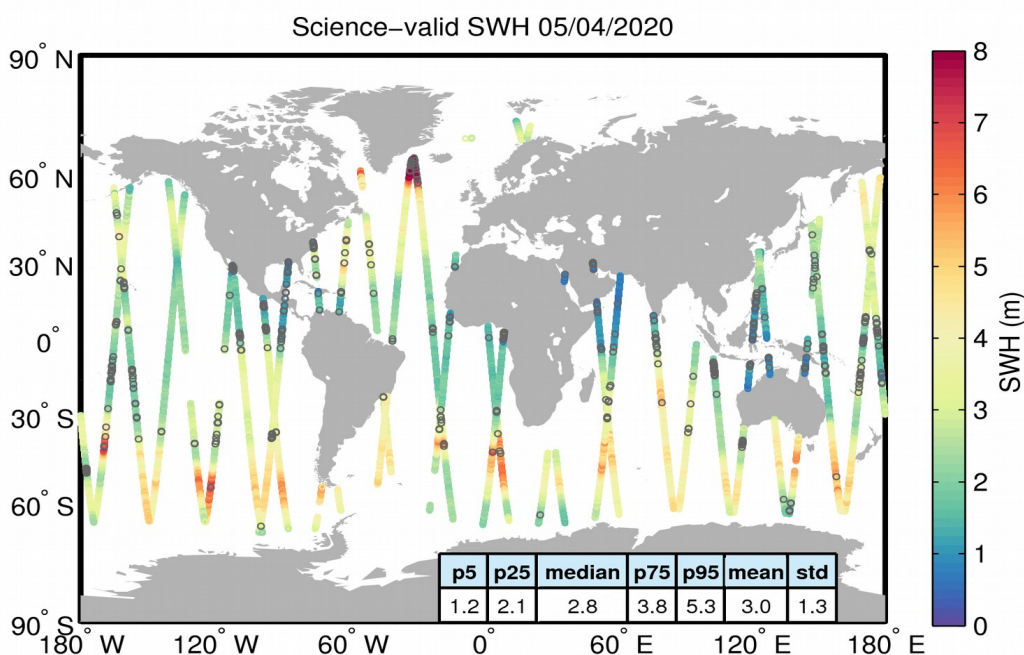 Science−valid SWH 05/04/2020
90° N
60° N
30° N
0°
30° S
60° S
90° S
180° W
120° W
60° W
0°
60° E
120° E
180° E
p5 p25 median p75 p95 mean std
1.2 2.1 2.8 3.8 5.3 3.0 1.3
8
7
6
5
4
3
2
1
0
SWH (m)